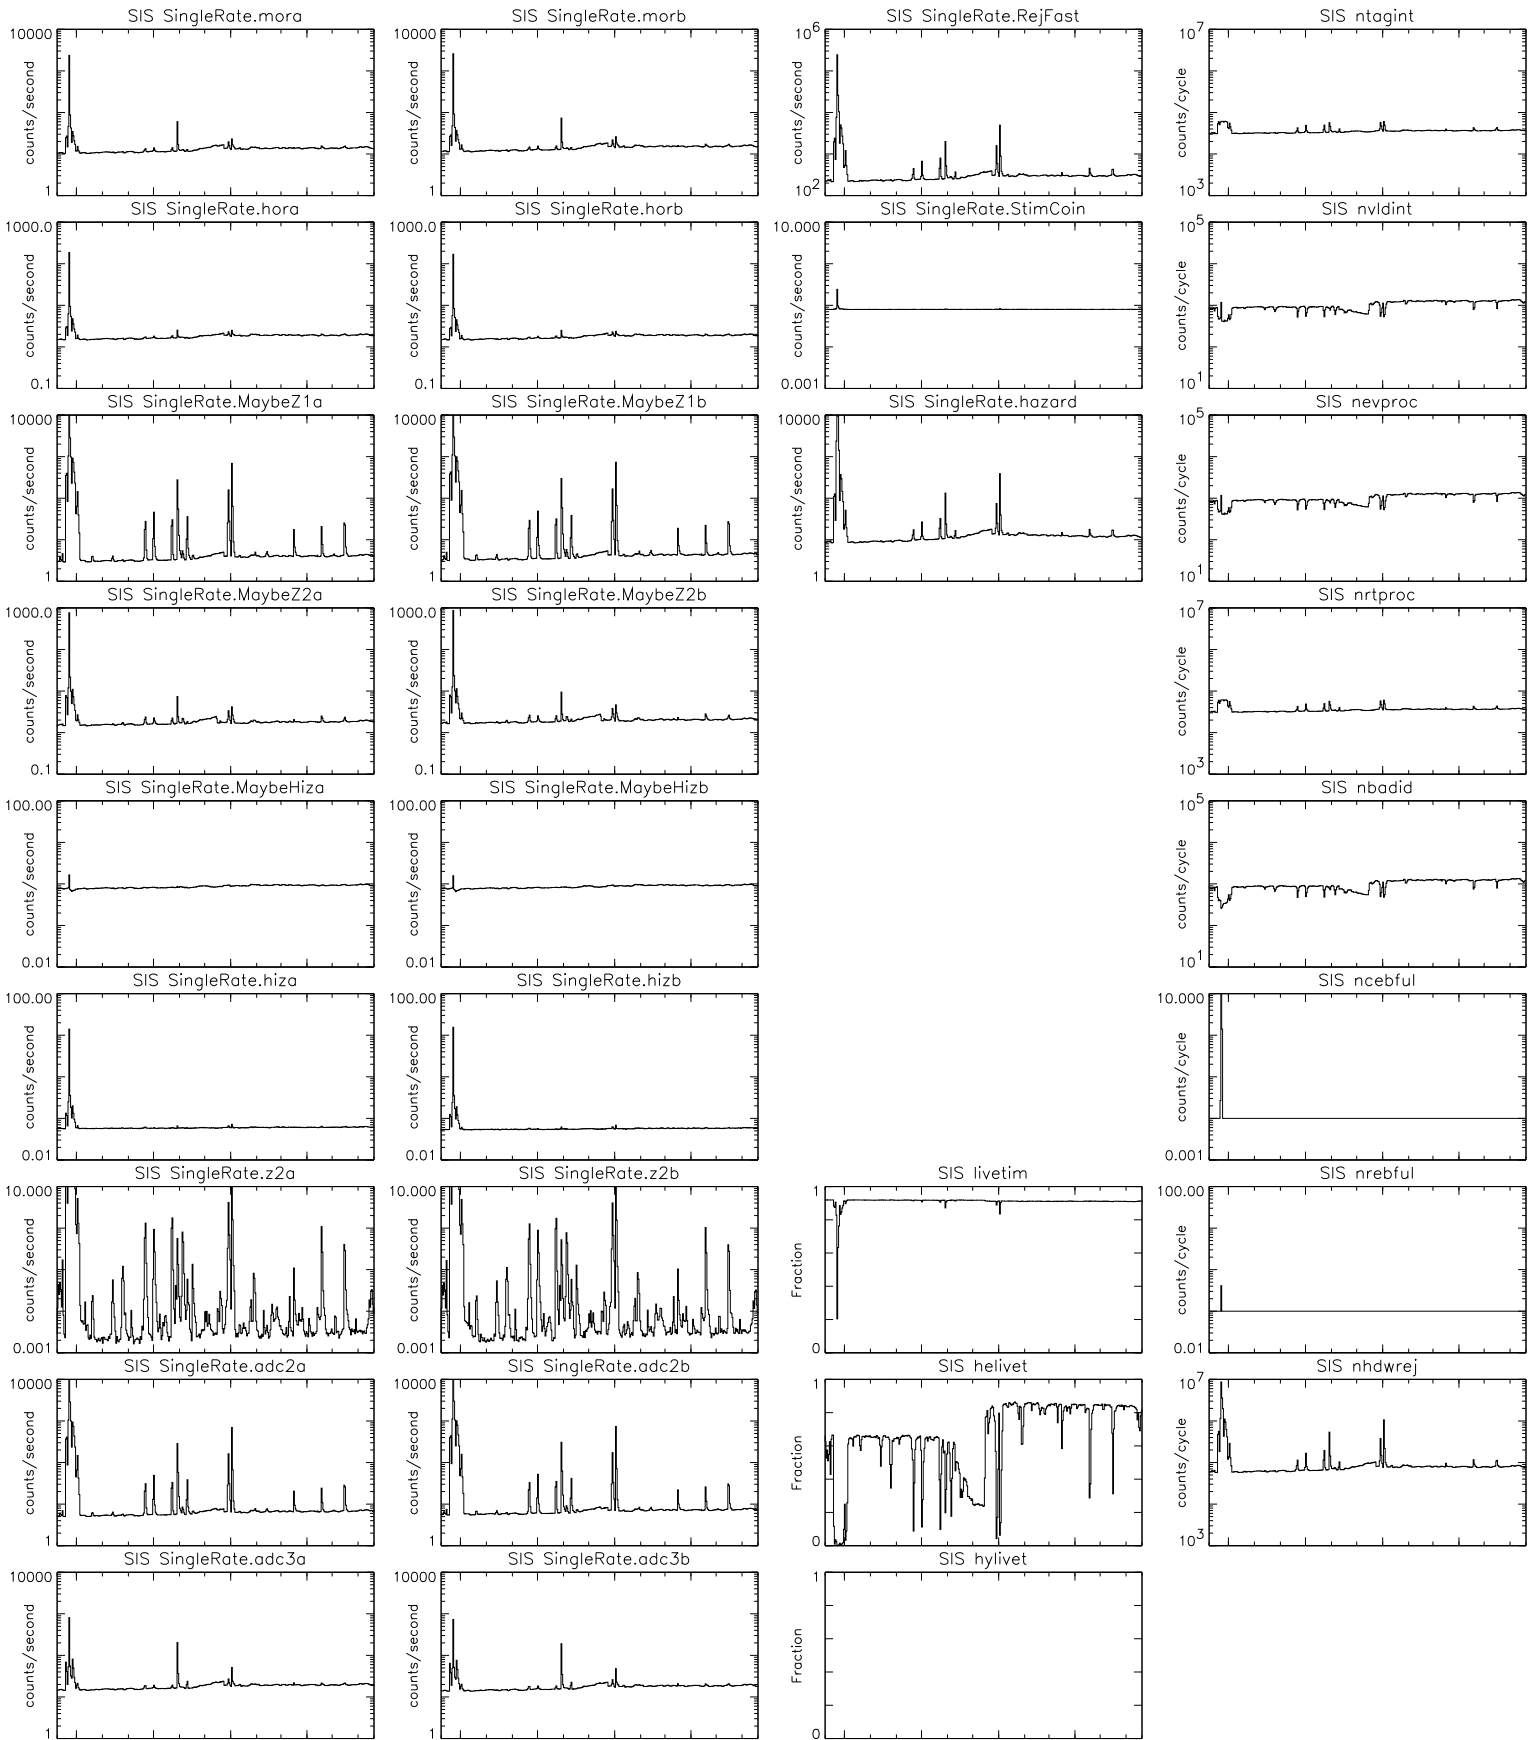 SIS SingleRate.mora SIS SingleRate.morb SIS SingleRate.RejFast SIS ntagint
10000 10000 10^6 10^7
counts/second counts/second counts/second counts/cycle
1 1 10^2 10^3
SIS SingleRate.hora SIS SingleRate.horb SIS SingleRate.StimCoin SIS nvldint
1000.0 1000.0 10.000 10^5
counts/second counts/second counts/second counts/cycle
0.1 0.1 0.001 10^1
SIS SingleRate.MaybeZ1a SIS SingleRate.MaybeZ1b SIS SingleRate.hazard SIS nevproc
10000 10000 10000 10^5
counts/second counts/second counts/second counts/cycle
1 1 1 10^1
SIS SingleRate.MaybeZ2a SIS SingleRate.MaybeZ2b SIS nrtproc
1000.0 1000.0 10^7
counts/second counts/second counts/cycle
0.1 0.1 10^3
SIS SingleRate.MaybeHiza SIS SingleRate.MaybeHizb SIS nbadid
100.00 100.00 10^5
counts/second counts/second counts/cycle
0.01 0.01 10^1
SIS SingleRate.hiza SIS SingleRate.hizb SIS ncebful
100.00 100.00 10.000
counts/second counts/second counts/cycle
0.01 0.01 0.001
SIS SingleRate.z2a SIS SingleRate.z2b SIS livetim SIS nrebful
10.000 10.000 1 100.00
counts/second counts/second Fraction counts/cycle
0.001 0.001 0 0.01
SIS SingleRate.adc2a SIS SingleRate.adc2b SIS helivet SIS nhdwrej
10000 10000 1 10^7
counts/second counts/second Fraction counts/cycle
1 1 0 10^3
SIS SingleRate.adc3a SIS SingleRate.adc3b SIS hylivet
10000 10000 1
counts/second counts/second Fraction
1 1 0